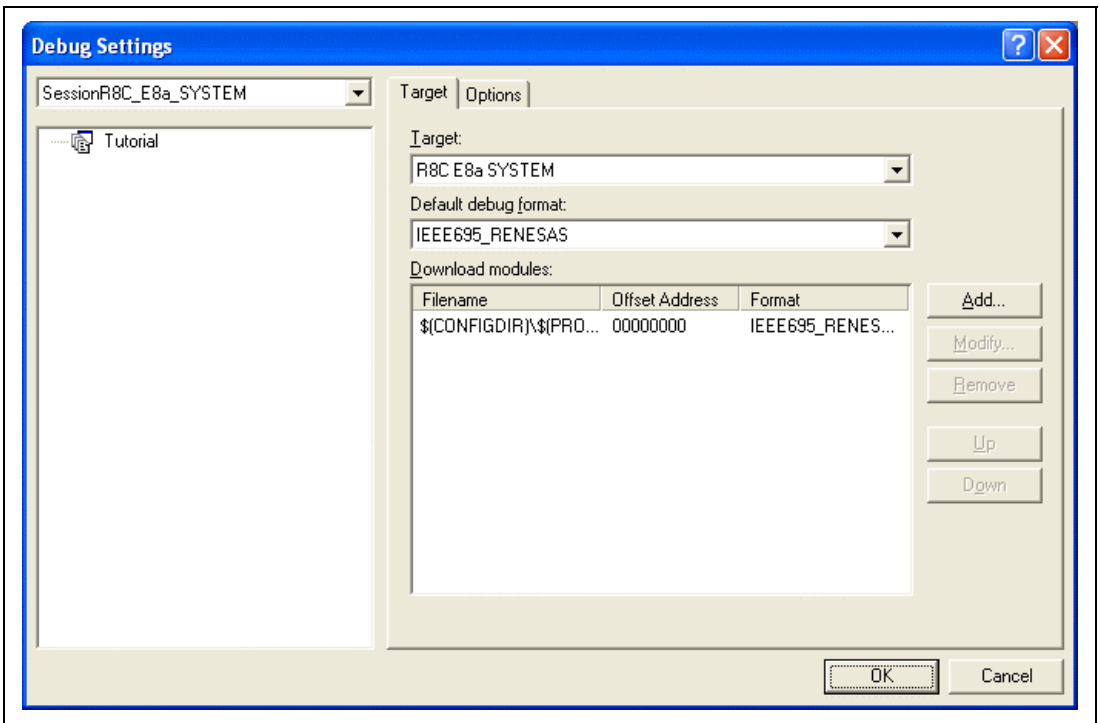 Debug Settings
SessionR8C_E8a_SYSTEM
Tutorial
Target
Options
Target:
R8C E8a SYSTEM
Default debug format:
IEEE695_RENESAS
Download modules:
Filename Offset Address Format
$(CONFIGDIR)\$(PRO... 00000000 IEEE695_RENES...
Add...
Modify...
Remove
Up
Down
OK
Cancel